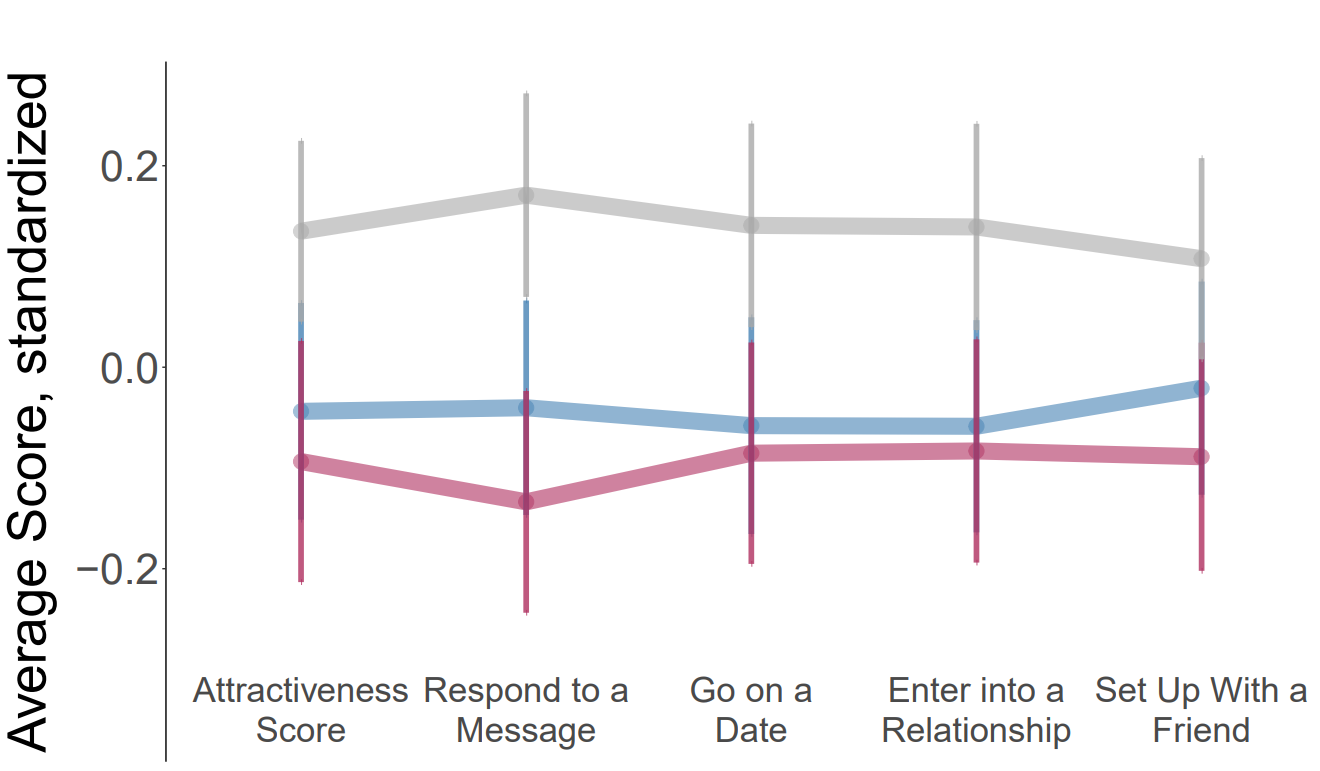 Average Score, standardized
0.2
0.0
−0.2
Attractiveness
Score
Respond to a
Message
Go on a
Date
Enter into a
Relationship
Set Up With a
Friend